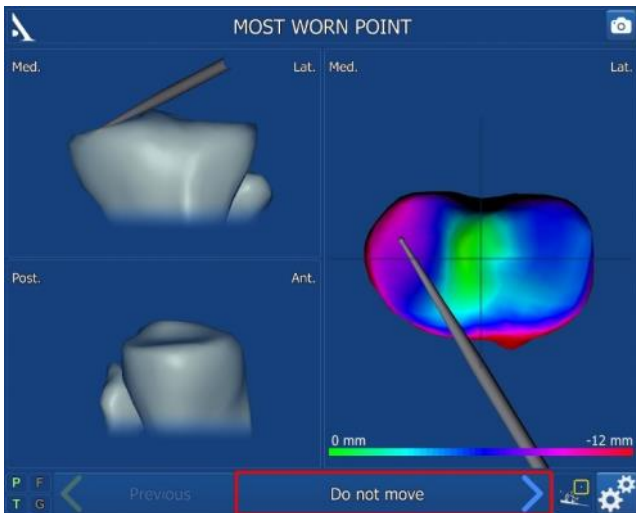 MOST WORN POINT
Med. Lat.
Med. Lat.
Post. Ant.
0 mm -12 mm
P F
T G
Previous
Do not move